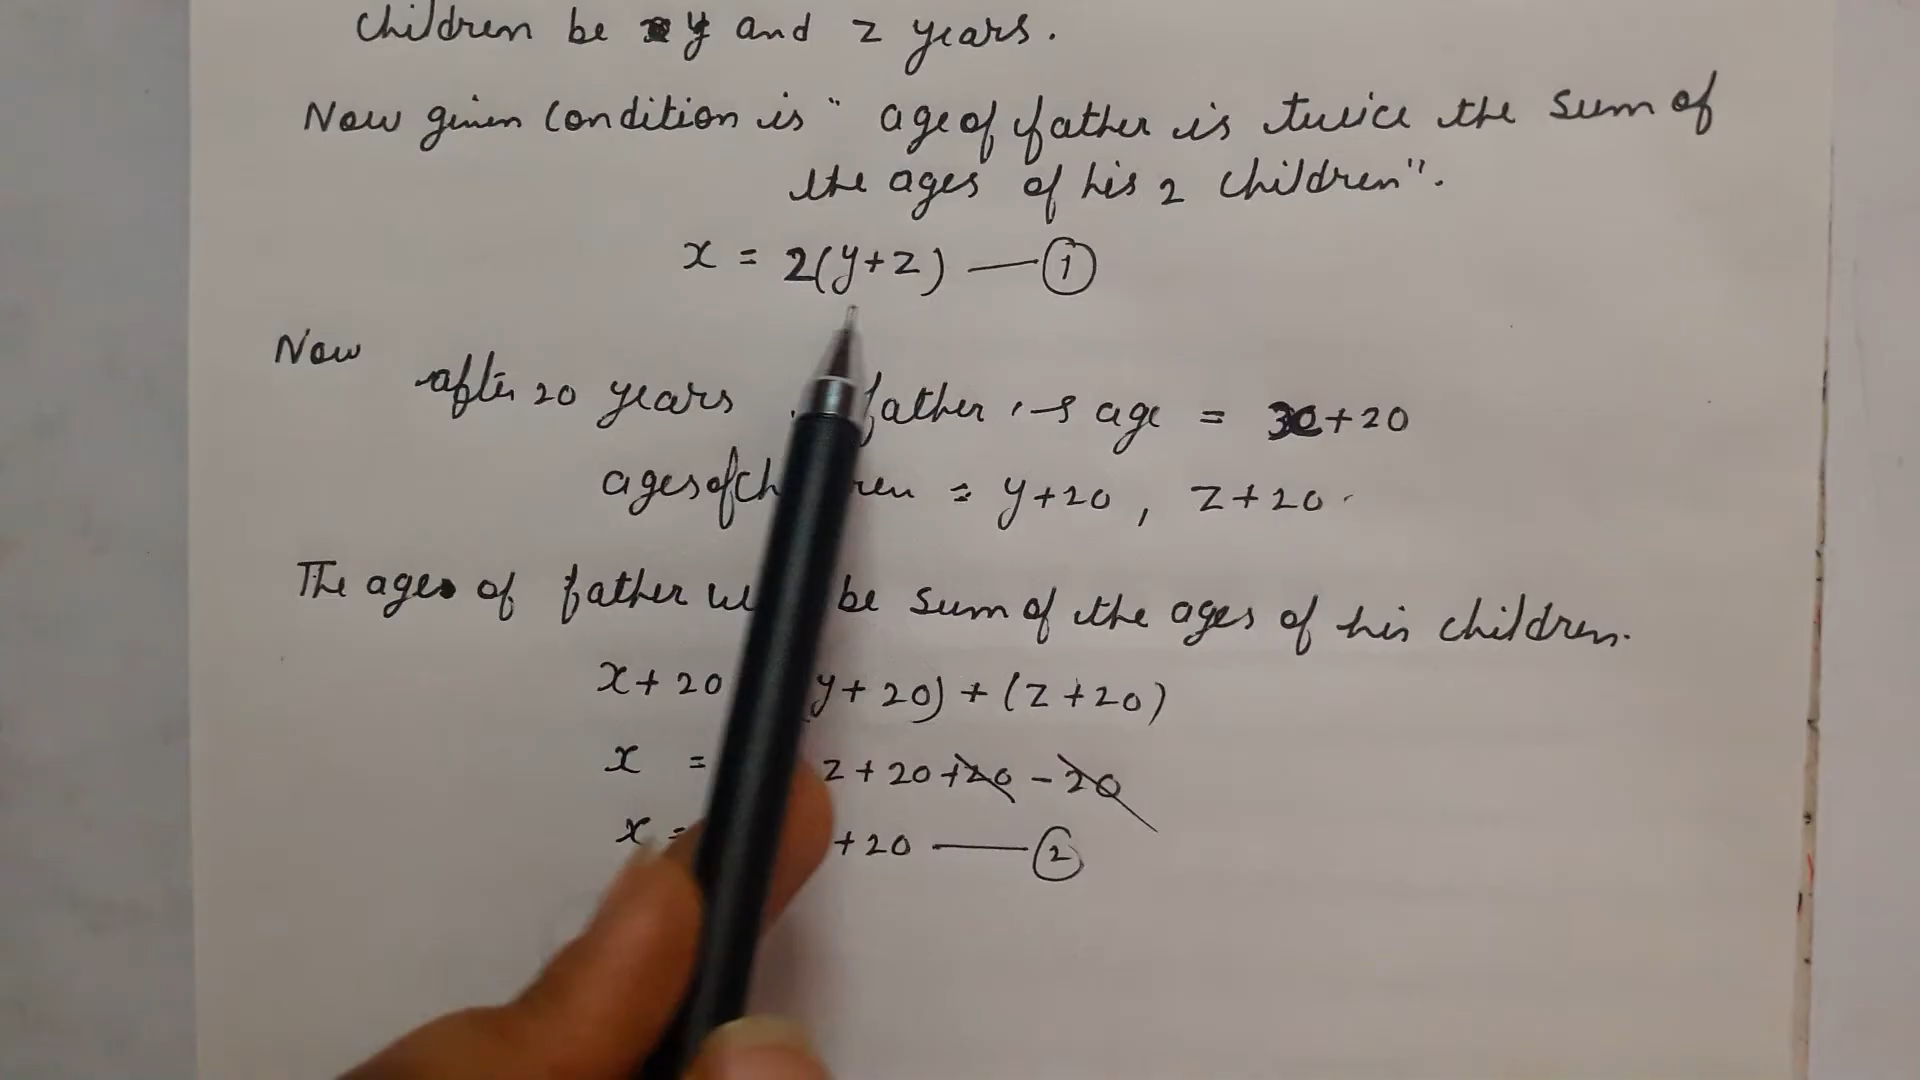 Children be y and z years.
Now given condition is " age of father is twice the sum of
the ages of his 2 children".
x = 2(y+z) — 1
Now
after 20 years father's age = x+20
ages of children = y+20, z+20
The ages of father be sum of the ages of his children.
x+20 y+20) + (z+20)
x = z+20+20 - 20
x = +20 — 2